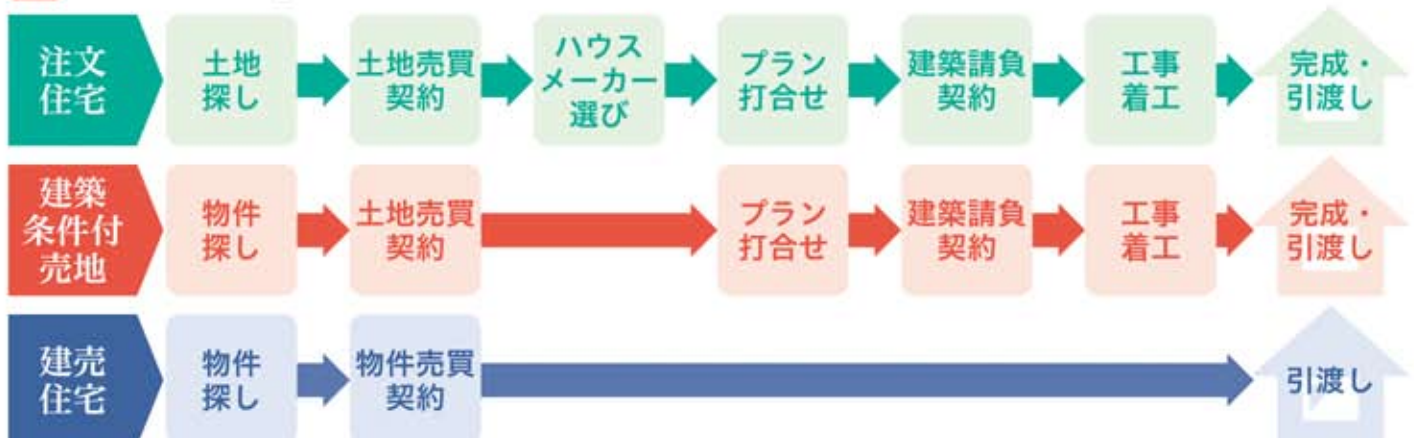 注文
住宅
土地
探し
土地売買
契約
ハウス
メーカー
選び
プラン
打合せ
建築請負
契約
工事
着工
完成・
引渡し
建築
条件付
売地
物件
探し
土地売買
契約
プラン
打合せ
建築請負
契約
工事
着工
完成・
引渡し
建売
住宅
物件
探し
物件売買
契約
引渡し